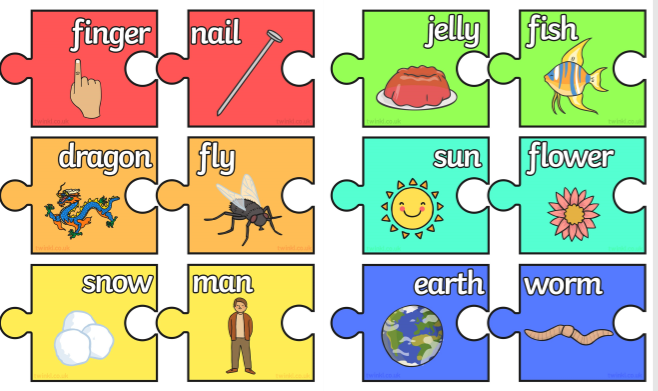 finger nail jelly fish
dragon fly sun flower
snow man earth worm